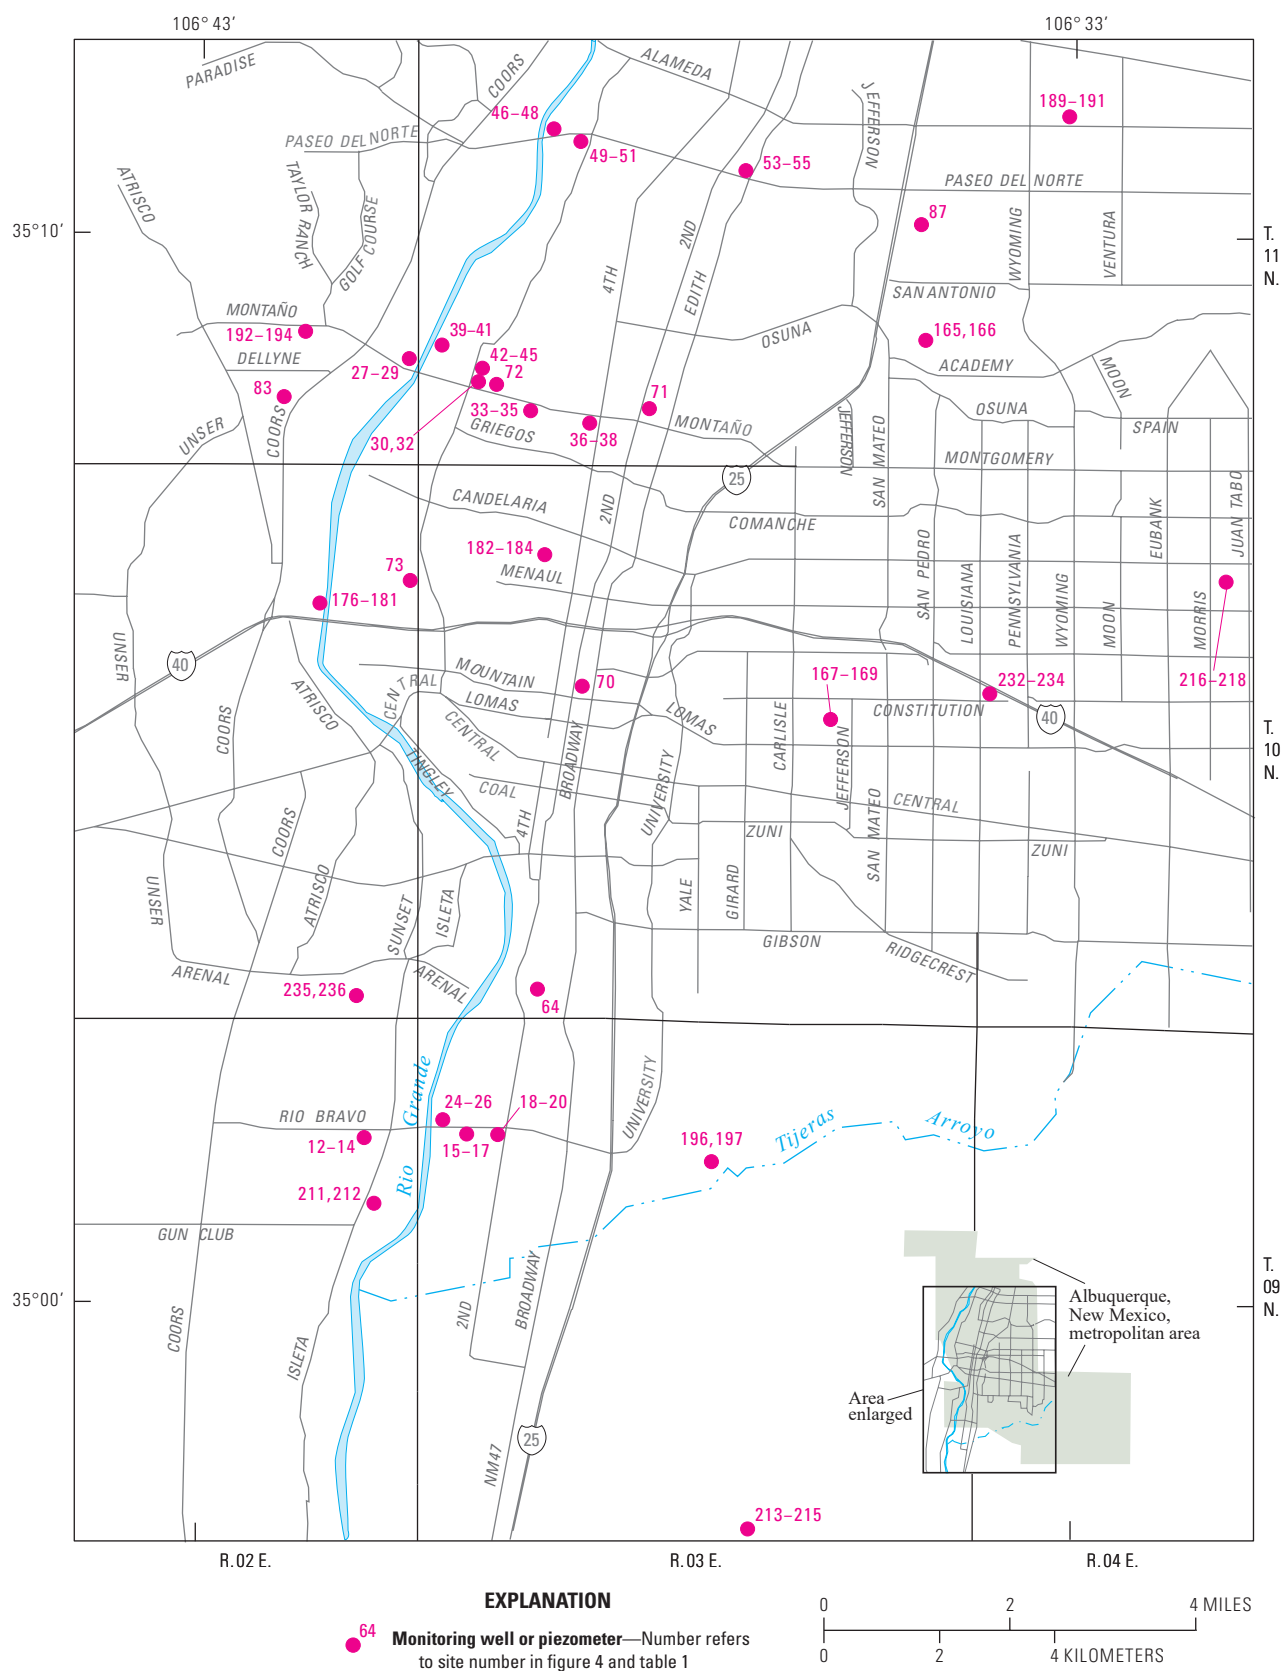 106° 43′
106° 33′
PARADISE
COORS
ALAMEDA
JEFFERSON
189–191
46–48
PASEO DEL NORTE
49–51
53–55
PASEO DEL NORTE
ATRISCO
TAYLOR RANCH
GOLF COURSE
87
WYOMING
VENTURA
35°10′
2ND
T.
11
N.
4TH
EDITH
SAN ANTONIO
MONTAÑO
192–194
39–41
OSUNA
165,166
DELLYNE
27–29
42–45
72
ACADEMY
MOON
83
33–35
71
OSUNA
COORS
UNSER
30,32
GRIEGOS
36–38
MONTAÑO
JEFFERSON
SAN MATEO
SPAIN
MONTGOMERY
25
CANDELARIA
2ND
COMANCHE
EUBANK
JUAN TABO
182–184
73
MENAUL
SAN PEDRO
LOUISIANA
PENNSYLVANIA
WYOMING
MOON
MORRIS
176–181
UNSER
40
MOUNTAIN
CENTRAL
LOMAS
70
167–169
232–234
216–218
ATRISCO
COORS
CENTRAL
LOMAS
CONSTITUTION
40
BROADWAY
CARLISLE
JEFFERSON
T.
10
N.
TINGLEY
COAL
UNIVERSITY
CENTRAL
4TH
ZUNI
SAN MATEO
ZUNI
COORS
UNSER
ATRISCO
SUNSET
ISLETA
YALE
GIRARD
GIBSON
RIDGECREST
ARENAL
ARENAL
235,236
64
Rio Grande
UNIVERSITY
RIO BRAVO
24–26
18–20
12–14
15–17
Tijeras Arroyo
196,197
211,212
Rio
GUN CLUB
BROADWAY
T.
09
N.
35°00′
2ND
COORS
ISLETA
Albuquerque,
New Mexico,
metropolitan area
Area
enlarged
25
NM47
213–215
R. 02 E.
R. 03 E.
R. 04 E.
EXPLANATION
64
Monitoring well or piezometer—Number refers
to site number in figure 4 and table 1
0 2 4 MILES
0 2 4 KILOMETERS